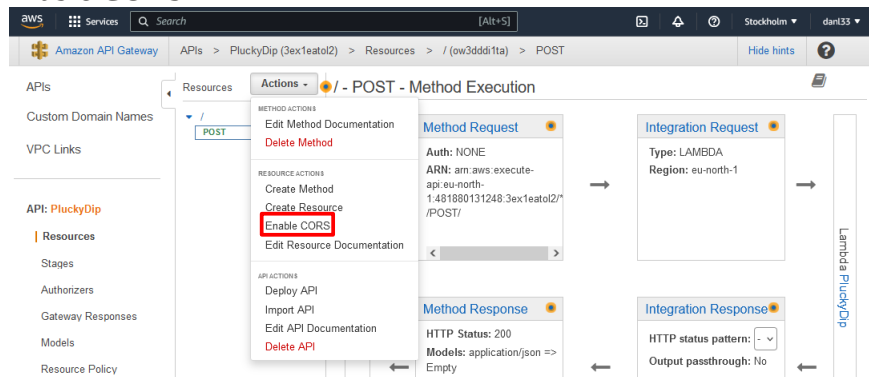 aws Services Search [Alt+S] Stockholm danl33
Amazon API Gateway APIs > PluckyDip (3ex1eatol2) > Resources > / (ow3dddi1ta) > POST Hide hints ?
APIs
Custom Domain Names
VPC Links
API: PluckyDip
Resources
Stages
Authorizers
Gateway Responses
Models
Resource Policy
Resources
Actions
/
POST
METHOD ACTIONS
Edit Method Documentation
Delete Method
RESOURCE ACTIONS
Create Method
Create Resource
Enable CORS
Edit Resource Documentation
API ACTIONS
Deploy API
Import API
Edit API Documentation
Delete API
/ - POST - Method Execution
Method Request
Auth: NONE
ARN: arn:aws:execute-
api:eu-north-
1:481880131248:3ex1eatol2/*
/POST/
Integration Request
Type: LAMBDA
Region: eu-north-1
Lambda PluckyDip
Method Response
HTTP Status: 200
Models: application/json =>
Empty
Integration Response
HTTP status pattern: -
Output passthrough: No